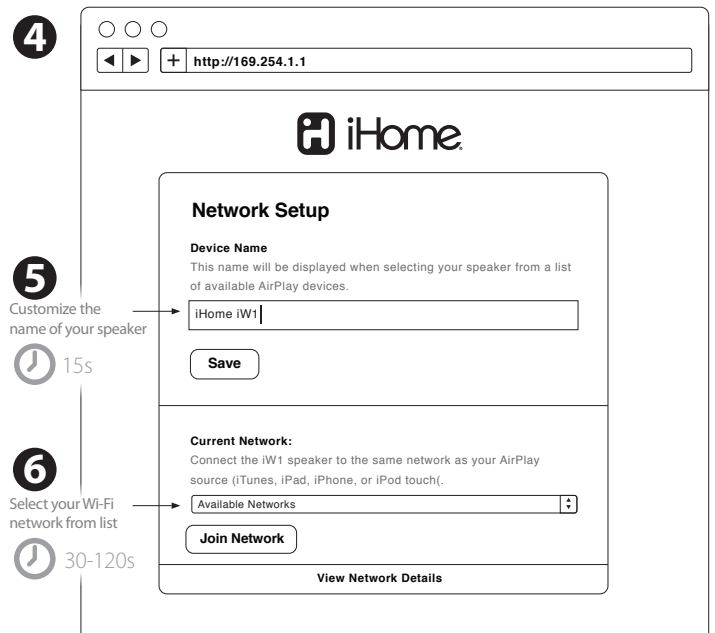 4
+ http://169.254.1.1
iHome
Network Setup
Device Name
This name will be displayed when selecting your speaker from a list
of available AirPlay devices.
5
Customize the
name of your speaker
iHome iW1
15s
Save
Current Network:
Connect the iW1 speaker to the same network as your AirPlay
source (iTunes, iPad, iPhone, or iPod touch(.
6
Select your Wi-Fi
network from list
Available Networks
30-120s
Join Network
View Network Details